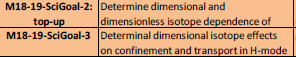 M18-19-SciGoal-2: Determine dimensional and
top-up dimensionless isotope dependence of
M18-19-SciGoal-3 Determinal dimensional isotope effects
on confinement and transport in H-mode